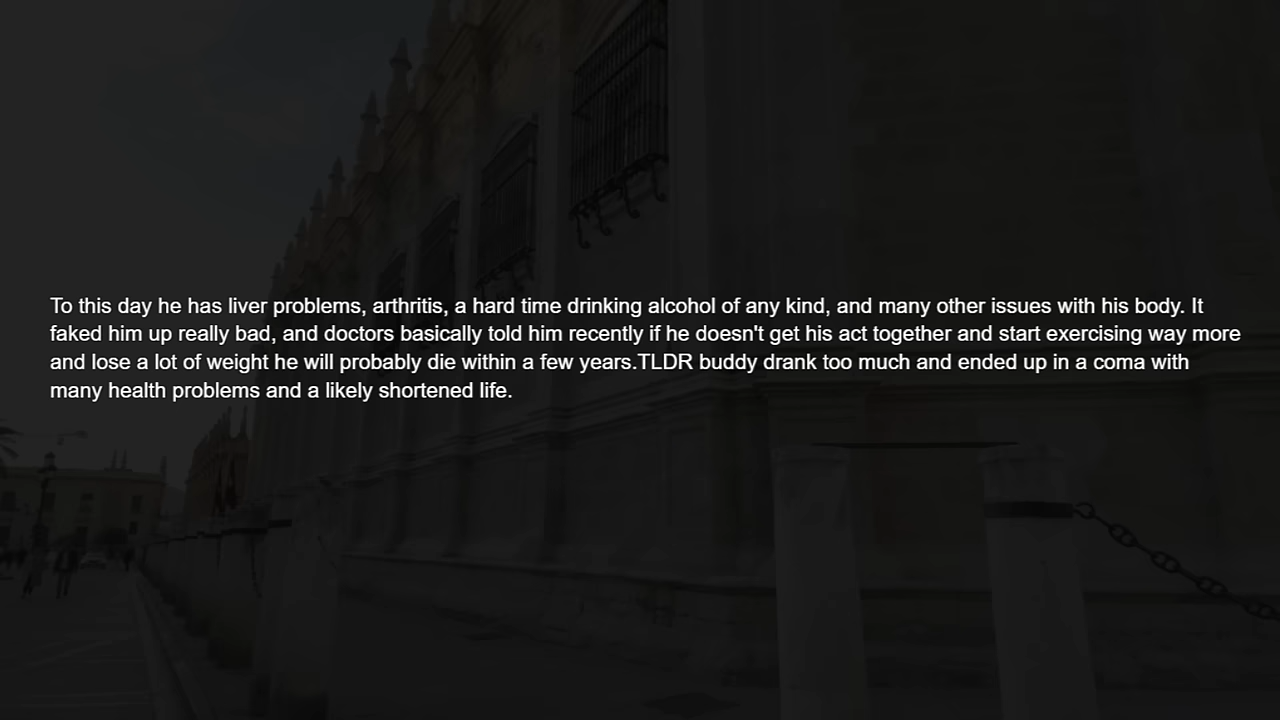 To this day he has liver problems, arthritis, a hard time drinking alcohol of any kind, and many other issues with his body. It
faked him up really bad, and doctors basically told him recently if he doesn't get his act together and start exercising way more
and lose a lot of weight he will probably die within a few years.TLDR buddy drank too much and ended up in a coma with
many health problems and a likely shortened life.